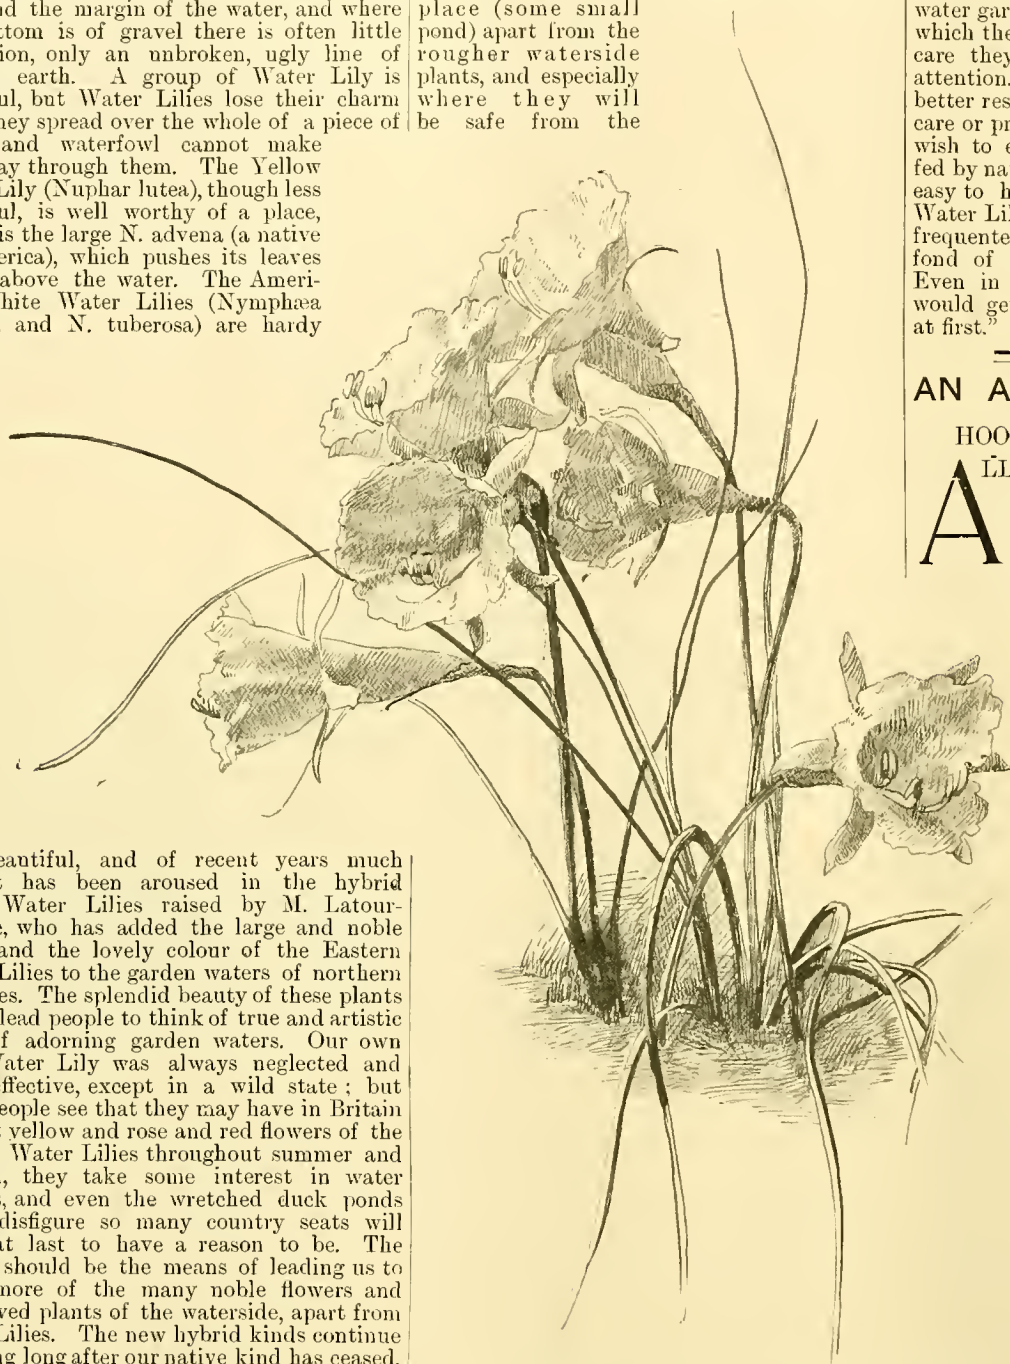 the margin of the water, and where
is of gravel there is often little
only an unbroken, ugly line of
earth. A group of Water Lily is
but Water Lilies lose their charm
they spread over the whole of a piece of
and waterfowl cannot make
through them. The Yellow
Lily (Nuphar lutea), though less
is well worthy of a place,
is the large N. advena (a native
which pushes its leaves
above the water. The Ameri-
Water Lilies (Nymphæa
and N. tuberosa) are hardy
eautiful, and of recent years much
has been aroused in the hybrid
Water Lilies raised by M. Latour-
who has added the large and noble
and the lovely colour of the Eastern
Lilies to the garden waters of northern
es. The splendid beauty of these plants
lead people to think of true and artistic
f adorning garden waters. Our own
Water Lily was always neglected and
ffective, except in a wild state ; but
eople see that they may have in Britain
yellow and rose and red flowers of the
Water Lilies throughout summer and
they take some interest in water
and even the wretched duck ponds
disfigure so many country seats will
at last to have a reason to be. The
should be the means of leading us to
more of the many noble flowers and
ved plants of the waterside, apart from
Lilies. The new hybrid kinds continue
long after our native kind has ceased.
place (some small
pond) apart from the
rougher waterside
plants, and especially
where they will
be safe from the
water gar
which the
care they
attention.
better res
care or pr
wish to e
fed by na
easy to h
Water Lil
frequente
fond of
Even in
would ge
at first.”
AN A
HOO
A LL